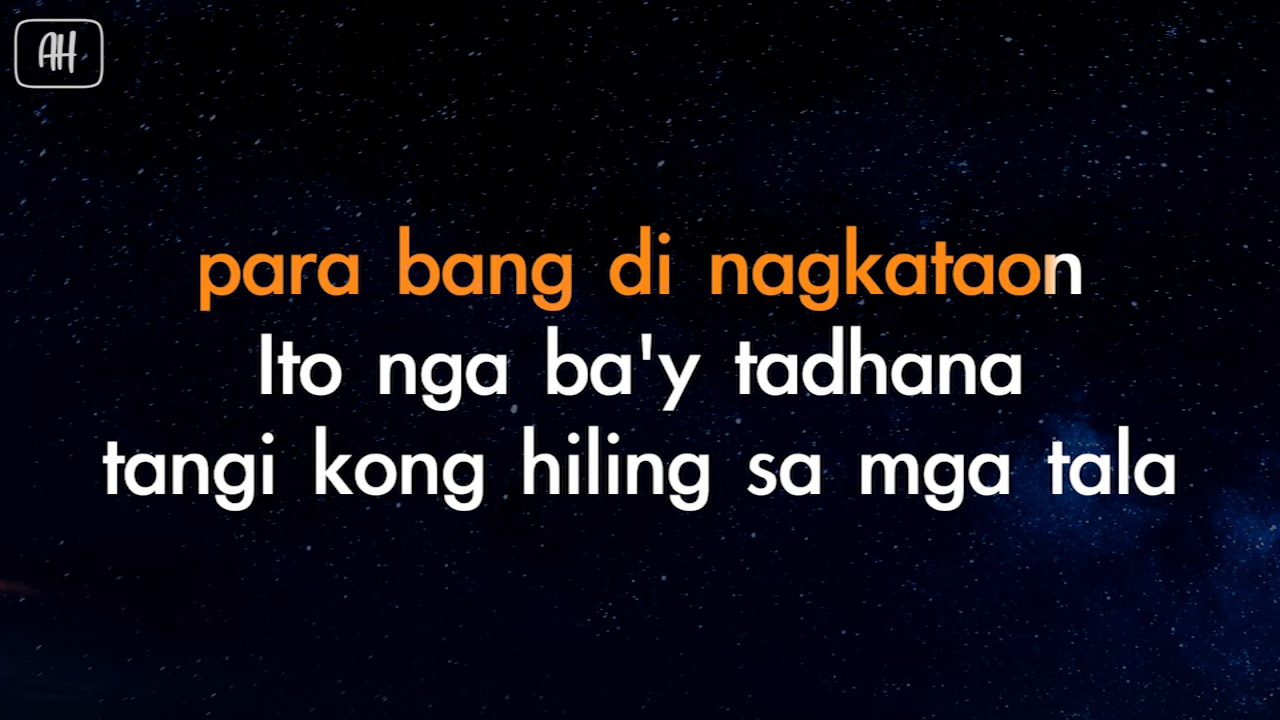 AH
para bang di nagkataon
Ito nga ba'y tadhana
tangi kong hiling sa mga tala